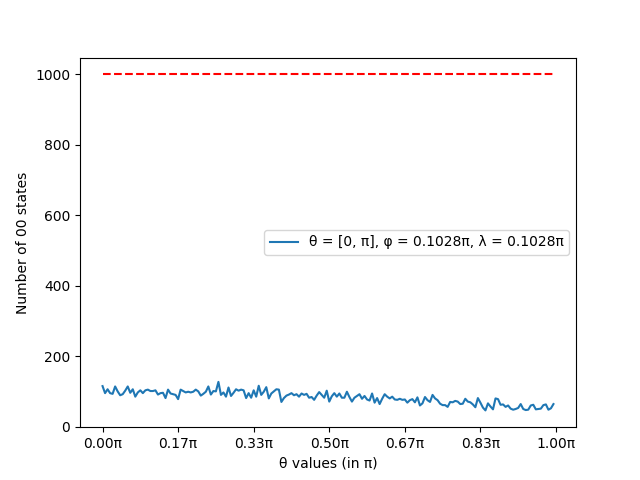 1000
800
600
400
200
0
Number of 00 states
θ = [0, π], φ = 0.1028π, λ = 0.1028π
0.00π 0.17π 0.33π 0.50π 0.67π 0.83π 1.00π
θ values (in π)